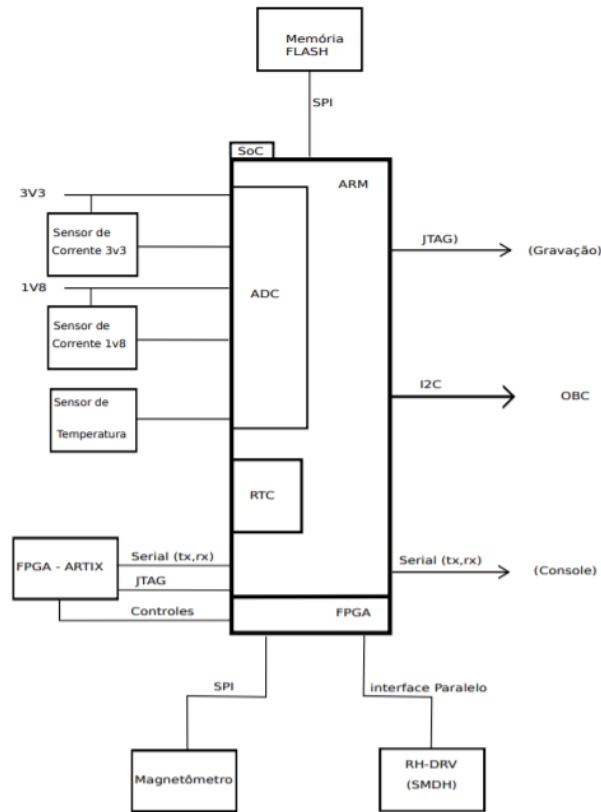 Memória
FLASH
SPI
SoC
ARM
3V3
Sensor de
Corrente 3v3
JTAG)
(Gravação)
ADC
1V8
Sensor de
Corrente 1v8
I2C
OBC
Sensor de
Temperatura
RTC
Serial (tx,rx)
FPGA - ARTIX
JTAG
Controles
Serial (tx,rx)
(Console)
FPGA
SPI
interface Paralelo
Magnetômetro
RH-DRV
(SMDH)